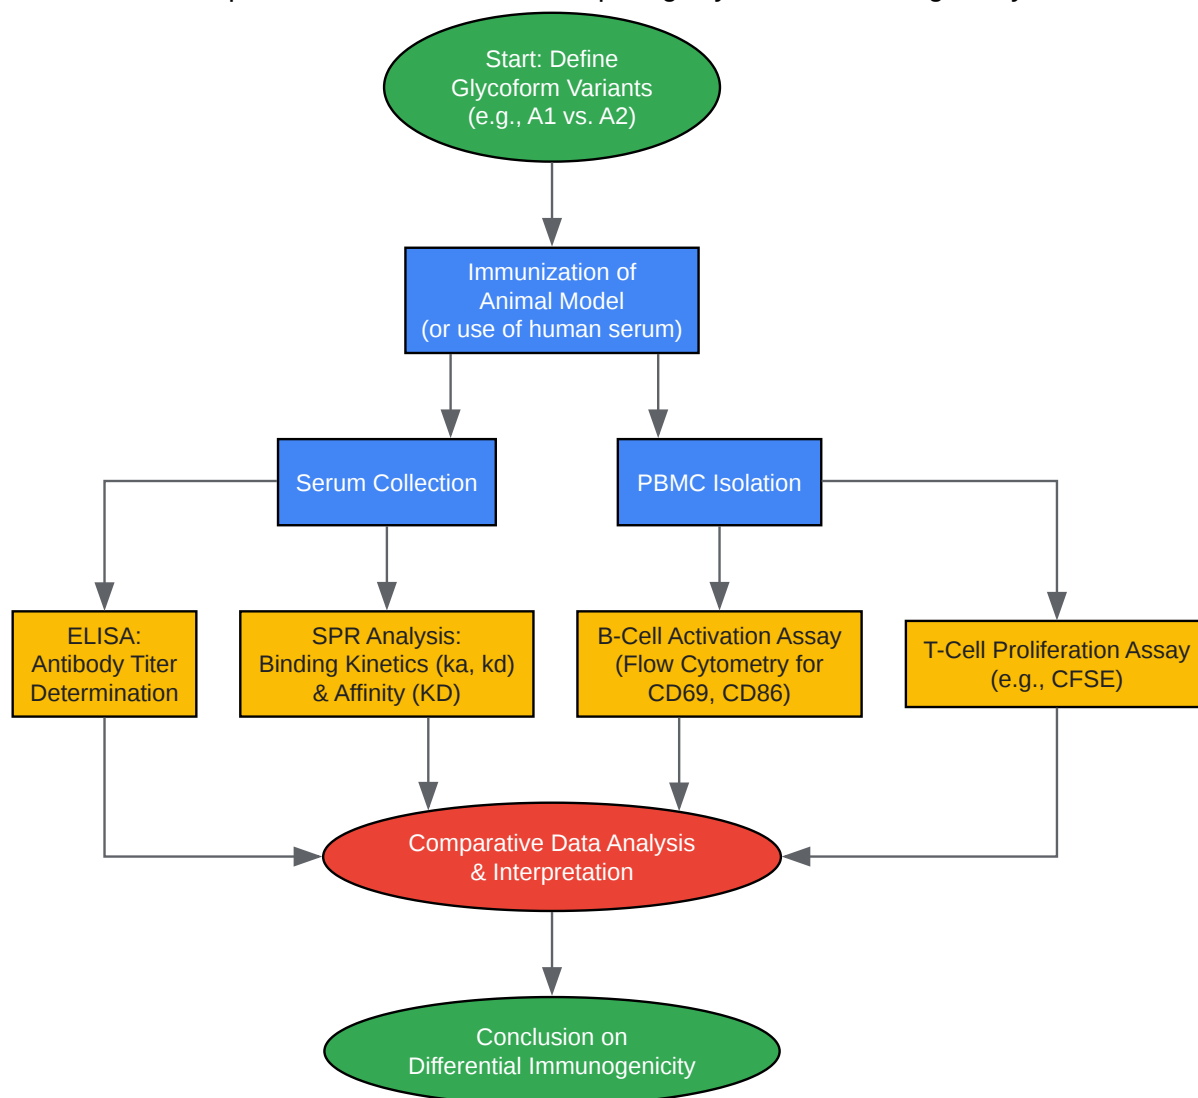 Start: Define
Glycoform Variants
(e.g., A1 vs. A2)
Immunization of
Animal Model
(or use of human serum)
Serum Collection
PBMC Isolation
ELISA:
Antibody Titer
Determination
SPR Analysis:
Binding Kinetics (ka, kd)
& Affinity (KD)
B-Cell Activation Assay
(Flow Cytometry for
CD69, CD86)
T-Cell Proliferation Assay
(e.g., CFSE)
Comparative Data Analysis
& Interpretation
Conclusion on
Differential Immunogenicity